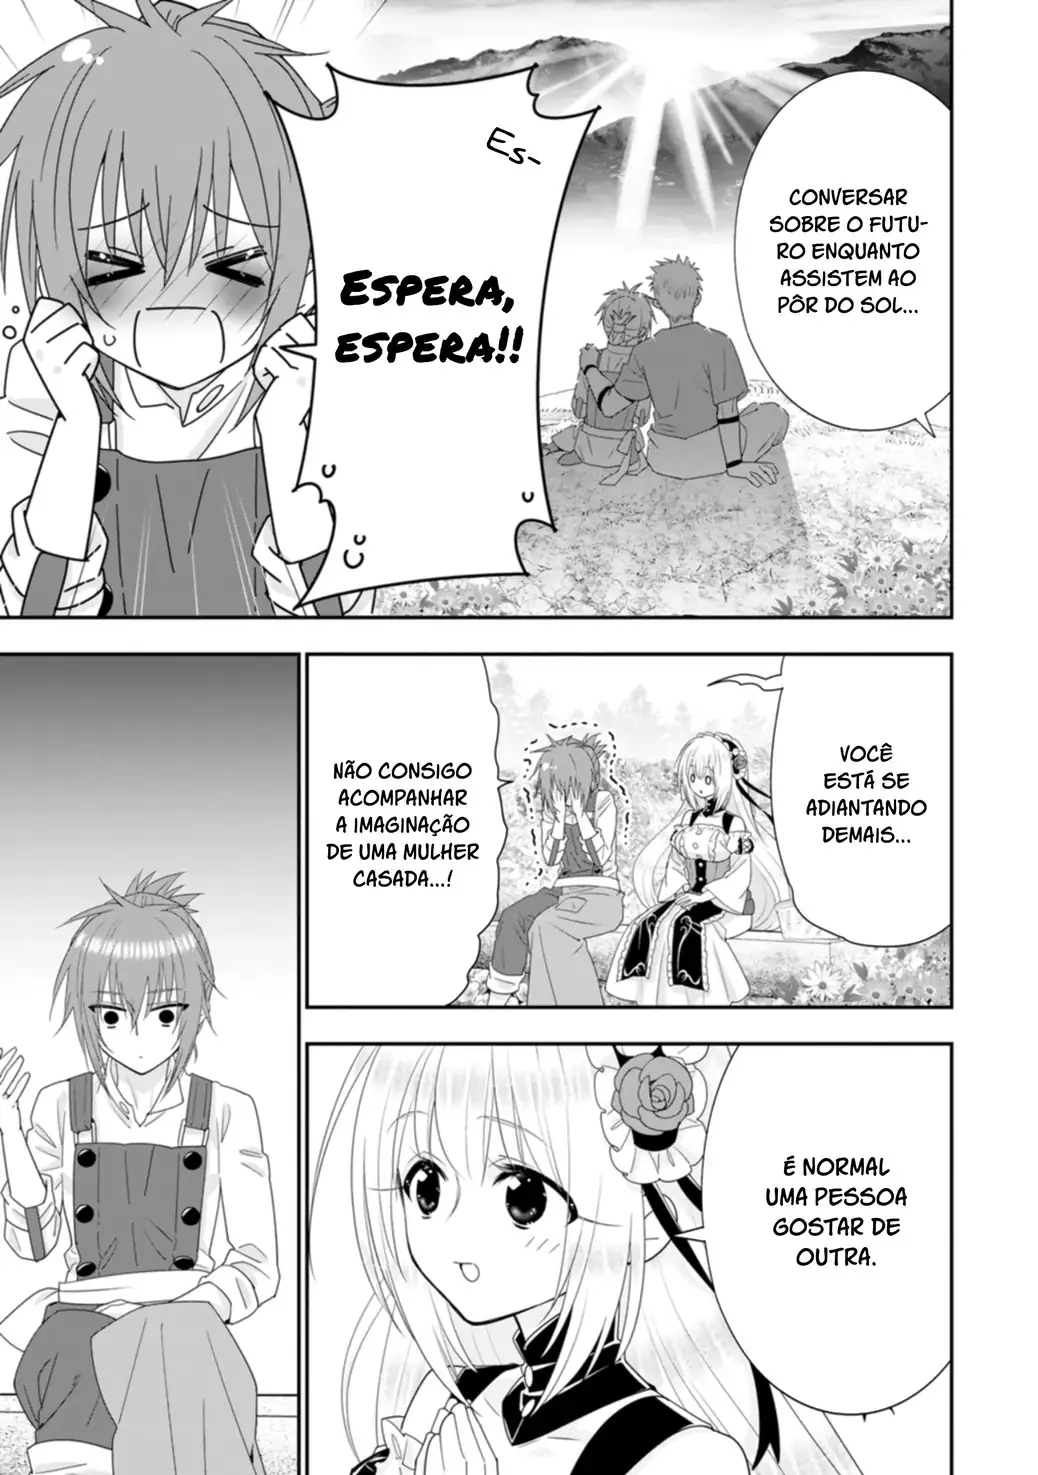 CONVERSAR
SOBRE O FUTU-
RO ENQUANTO
ASSISTEM AO
PÔR DO SOL...
Es-
ESPERA,
ESPERA!!
VOCÊ
ESTÁ SE
ADIANTANDO
DEMAIS...
NÃO CONSIGO
ACOMPANHAR
A IMAGINAÇÃO
DE UMA MULHER
CASADA...!
É NORMAL
UMA PESSOA
GOSTAR DE
OUTRA.